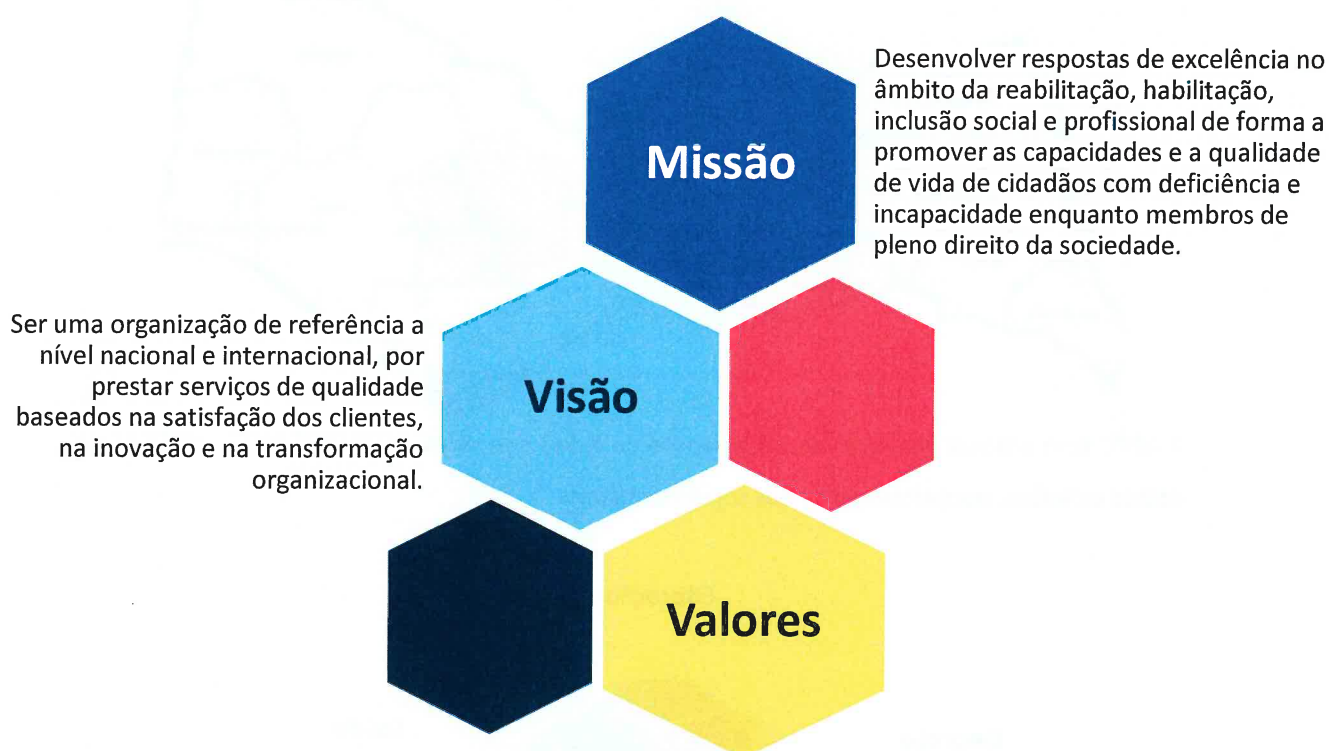 Missão
Desenvolver respostas de excelência no
âmbito da reabilitação, habilitação,
inclusão social e profissional de forma a
promover as capacidades e a qualidade
de vida de cidadãos com deficiência e
incapacidade enquanto membros de
pleno direito da sociedade.
Ser uma organização de referência a
nível nacional e internacional, por
prestar serviços de qualidade
baseados na satisfação dos clientes,
na inovação e na transformação
organizacional.
Visão
Valores